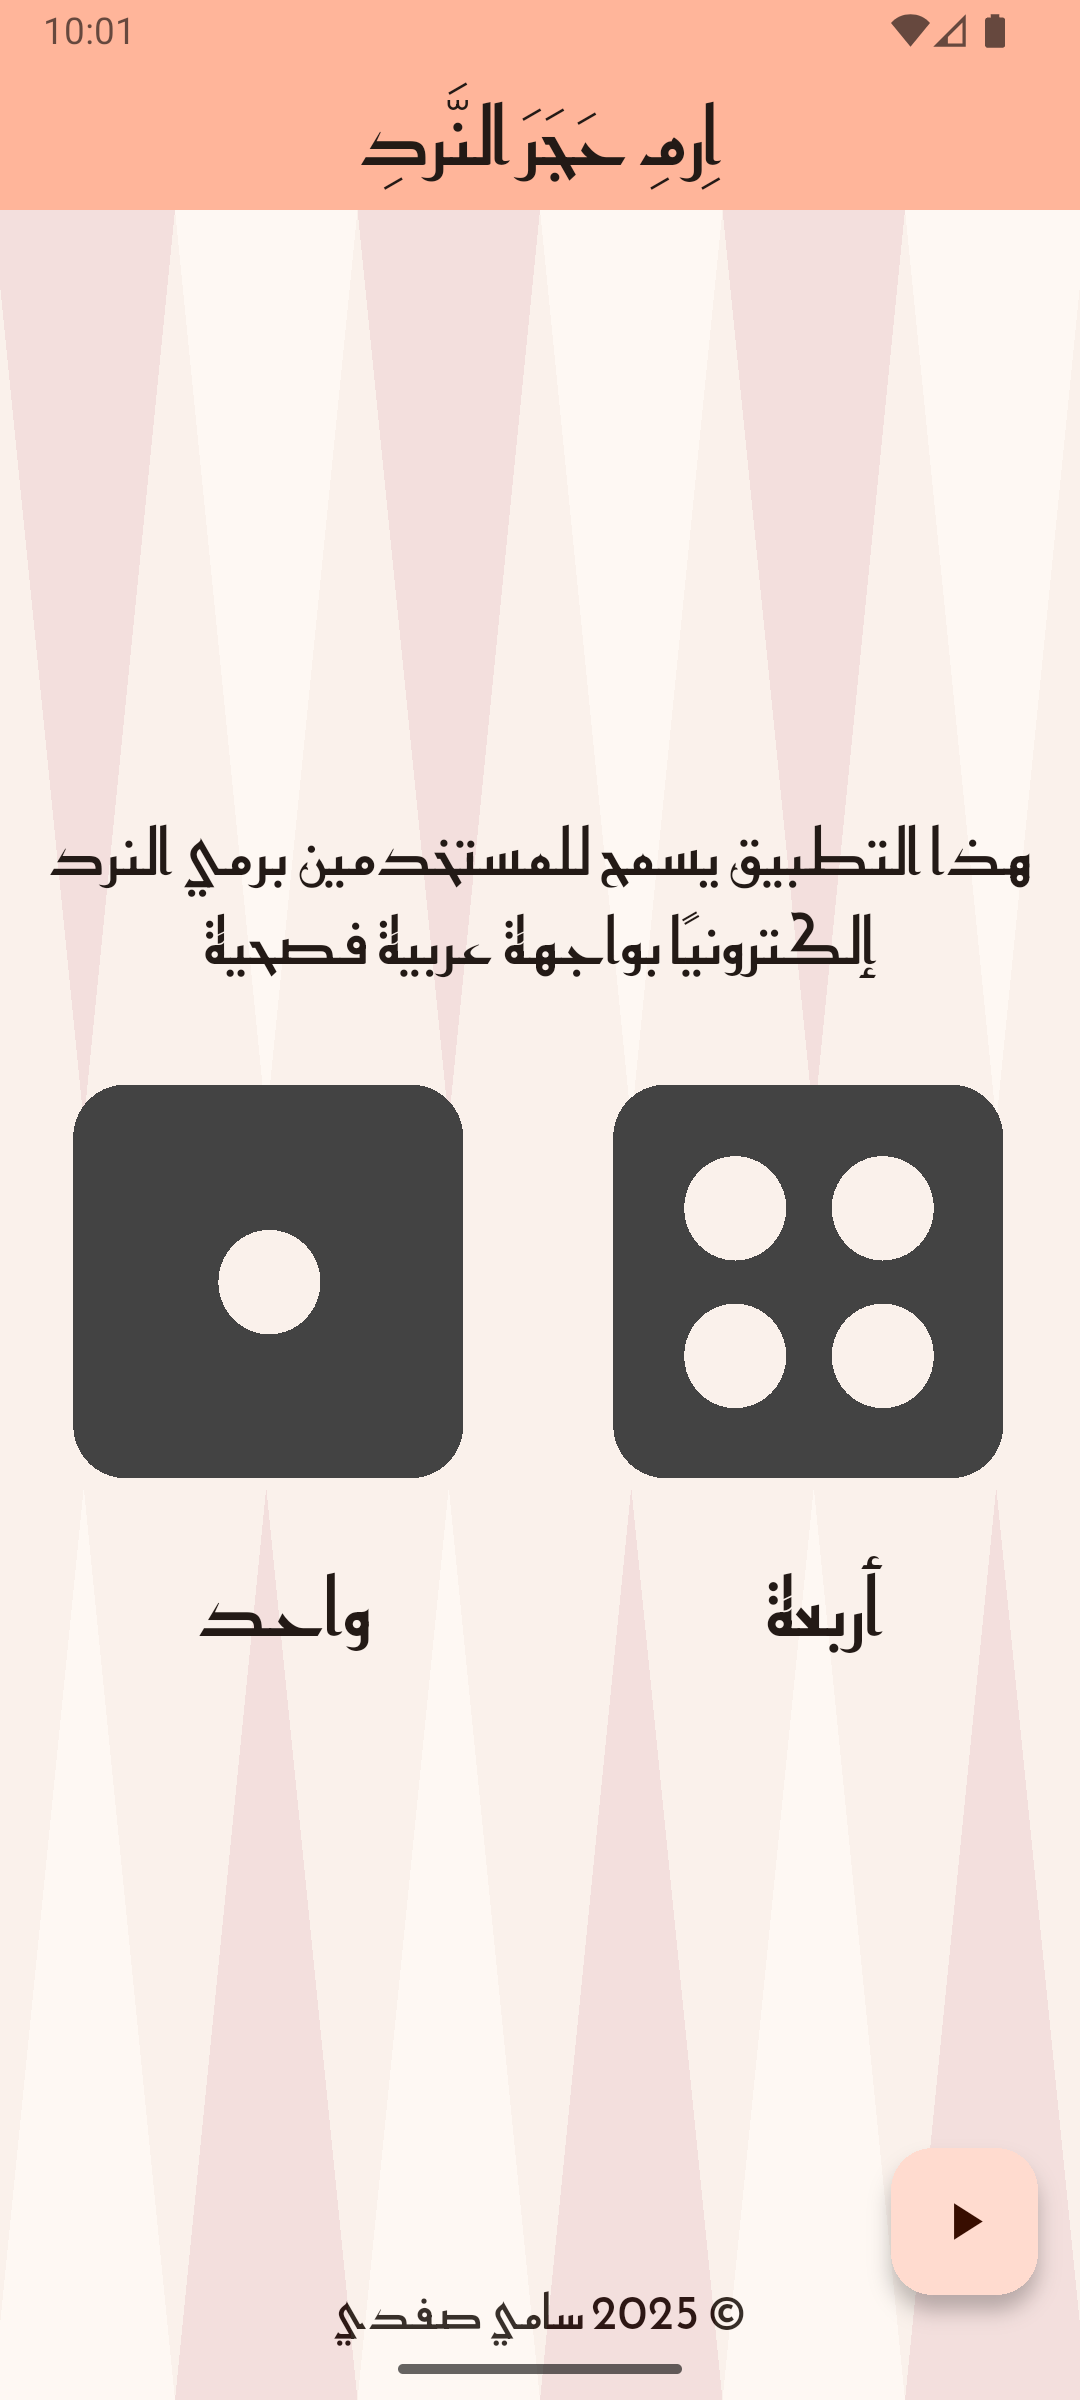 10:01
اِرمِ حَجَرَ النَّردِ
هذا التطبيق يسمح للمستخدمين برمي النرد
إلكترونيًا بواجهة عربية فصحية
أربعة
واحد
© 2025 سامي صفدي